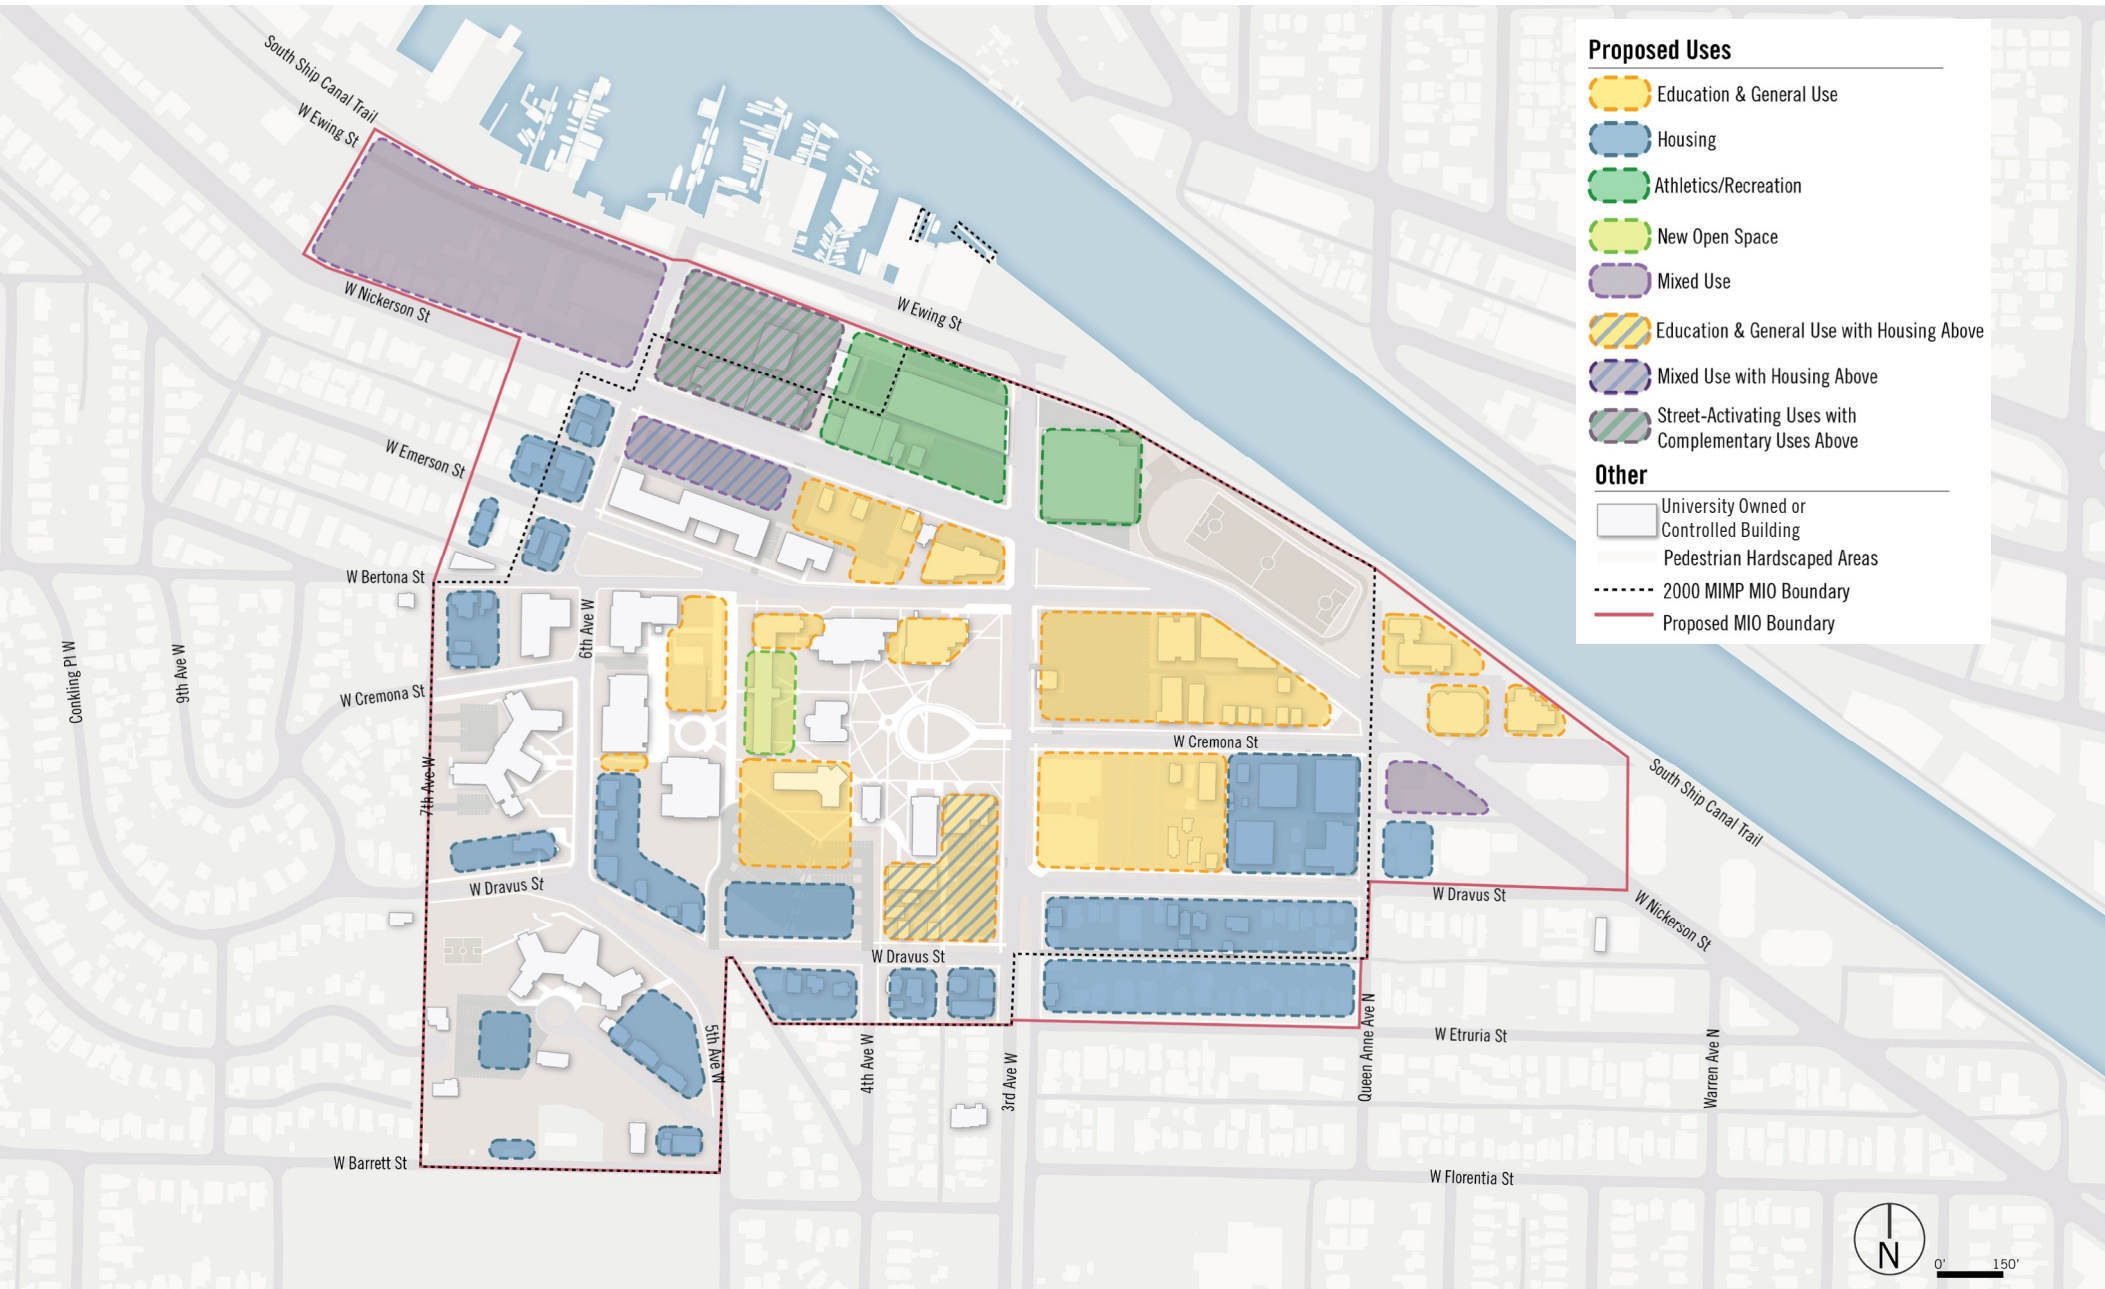 Proposed Uses
Education & General Use
Housing
Athletics/Recreation
New Open Space
Mixed Use
Education & General Use with Housing Above
Mixed Use with Housing Above
Street-Activating Uses with
Complementary Uses Above
Other
University Owned or
Controlled Building
Pedestrian Hardscaped Areas
2000 MIMP MIO Boundary
Proposed MIO Boundary
South Ship Canal Trail
W Ewing St
W Nickerson St
W Ewing St
W Emerson St
W Bertona St
6th Ave W
Conkling Pl W
9th Ave W
W Cremona St
7th Ave W
W Cremona St
South Ship Canal Trail
W Dravus St
W Dravus St
W Nickerson St
W Dravus St
5th Ave W
4th Ave W
3rd Ave W
Queen Anne Ave N
W Etruria St
Warren Ave N
W Barrett St
W Florentia St
N
0' 150'